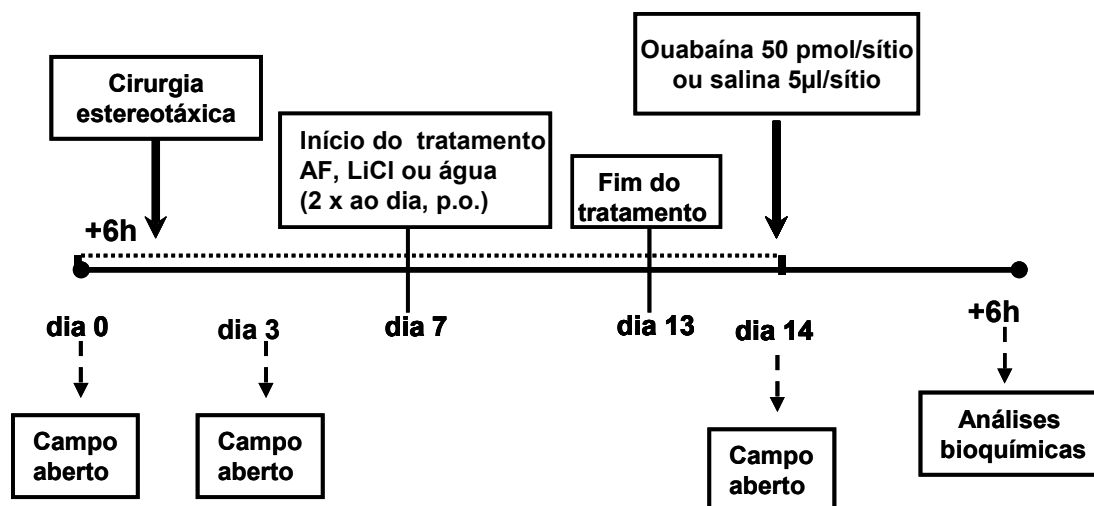 Cirurgia
estereotáxica
Início do tratamento
AF, LiCl ou água
(2 x ao dia, p.o.)
Fim do
tratamento
Ouabaína 50 pmol/sítio
ou salina 5µl/sítio
+6h
dia 0
dia 3
dia 7
dia 13
dia 14
+6h
Campo
aberto
Campo
aberto
Campo
aberto
Análises
bioquímicas